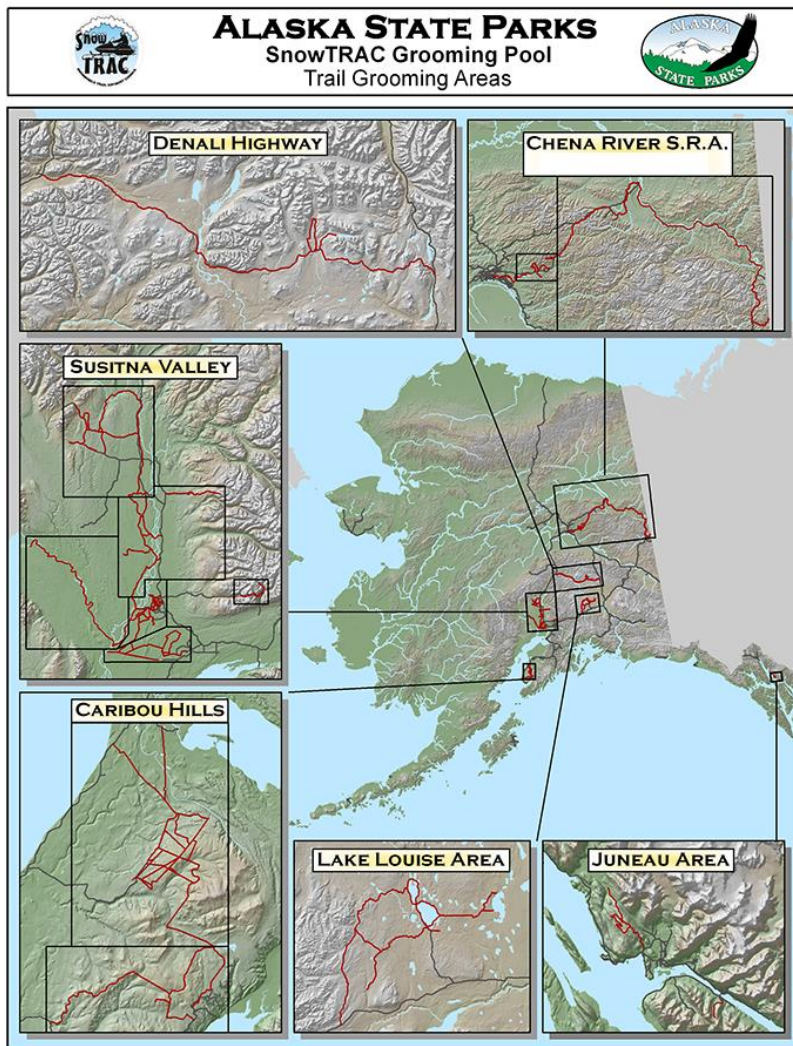 SNOW
TRAC
ALASKA STATE PARKS
SnowTRAC Grooming Pool
Trail Grooming Areas
ALASKA
STATE PARKS
DENALI HIGHWAY
CHENA RIVER S.R.A.
SUSITNA VALLEY
CARIBOU HILLS
LAKE LOUISE AREA
JUNEAU AREA